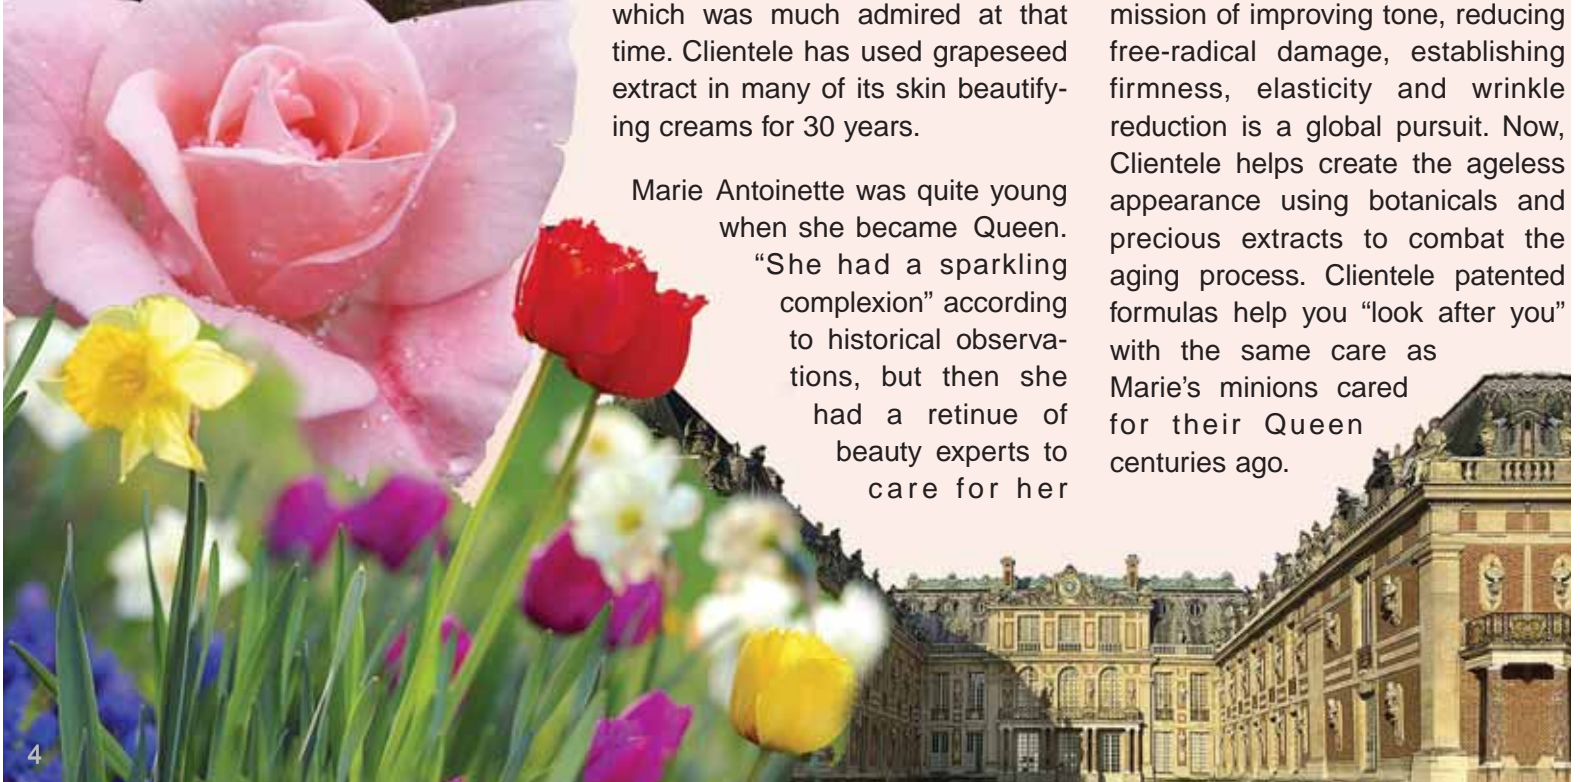 which was much admired at that
time. Clientele has used grapeseed
extract in many of its skin beautify-
ing creams for 30 years.
Marie Antoinette was quite young
when she became Queen.
“She had a sparkling
complexion” according
to historical observa-
tions, but then she
had a retinue of
beauty experts to
care for her
mission of improving tone, reducing
free-radical damage, establishing
firmness, elasticity and wrinkle
reduction is a global pursuit. Now,
Clientele helps create the ageless
appearance using botanicals and
precious extracts to combat the
aging process. Clientele patented
formulas help you “look after you”
with the same care as
Marie’s minions cared
for their Queen
centuries ago.
4